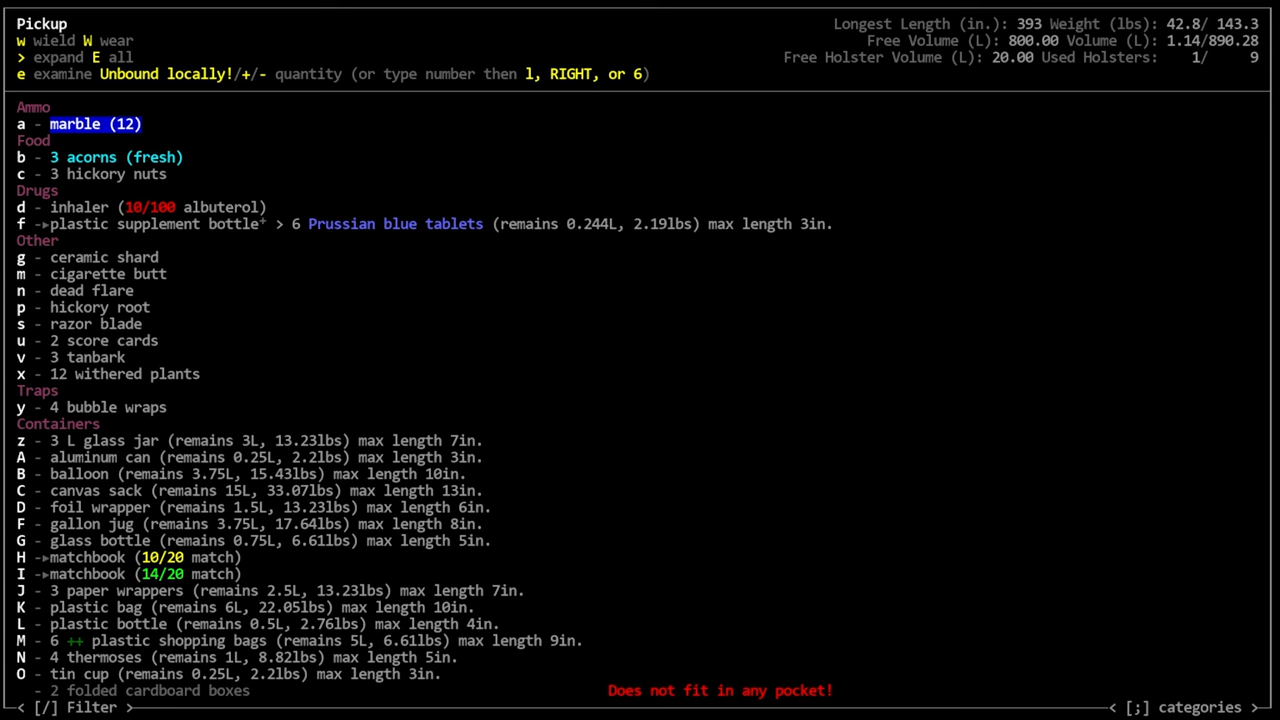 Pickup
Longest Length (in.): 393 Weight (lbs): 42.8/ 143.3
w wield W wear
Free Volume (L): 800.00 Volume (L): 1.14/890.28
> expand E all
Free Holster Volume (L): 20.00 Used Holsters: 1/ 9
e examine Unbound locally!/+/- quantity (or type number then l, RIGHT, or 6)
Ammo
a - marble (12)
Food
b - 3 acorns (fresh)
c - 3 hickory nuts
Drugs
d - inhaler (10/100 albuterol)
f -▸plastic supplement bottle⁺ > 6 Prussian blue tablets (remains 0.244L, 2.19lbs) max length 3in.
Other
g - ceramic shard
m - cigarette butt
n - dead flare
p - hickory root
s - razor blade
u - 2 score cards
v - 3 tanbark
x - 12 withered plants
Traps
y - 4 bubble wraps
Containers
z - 3 L glass jar (remains 3L, 13.23lbs) max length 7in.
A - aluminum can (remains 0.25L, 2.2lbs) max length 3in.
B - balloon (remains 3.75L, 15.43lbs) max length 10in.
C - canvas sack (remains 15L, 33.07lbs) max length 13in.
D - foil wrapper (remains 1.5L, 13.23lbs) max length 6in.
F - gallon jug (remains 3.75L, 17.64lbs) max length 8in.
G - glass bottle (remains 0.75L, 6.61lbs) max length 5in.
H -▸matchbook (10/20 match)
I -▸matchbook (14/20 match)
J - 3 paper wrappers (remains 2.5L, 13.23lbs) max length 7in.
K - plastic bag (remains 6L, 22.05lbs) max length 10in.
L - plastic bottle (remains 0.5L, 2.76lbs) max length 4in.
M - 6 ++ plastic shopping bags (remains 5L, 6.61lbs) max length 9in.
N - 4 thermoses (remains 1L, 8.82lbs) max length 5in.
O - tin cup (remains 0.25L, 2.2lbs) max length 3in.
- 2 folded cardboard boxes Does not fit in any pocket!
< [/] Filter > < [;] categories >